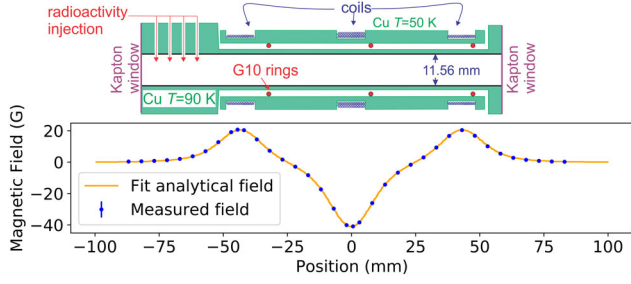 radioactivity
injection
coils
Cu T=50 K
Kapton
window
G10 rings
11.56 mm
Kapton
window
Cu T=90 K
Magnetic Field (G)
20
0
−20
−40
Fit analytical field
Measured field
−100
−75
−50
−25
0
25
50
75
100
Position (mm)